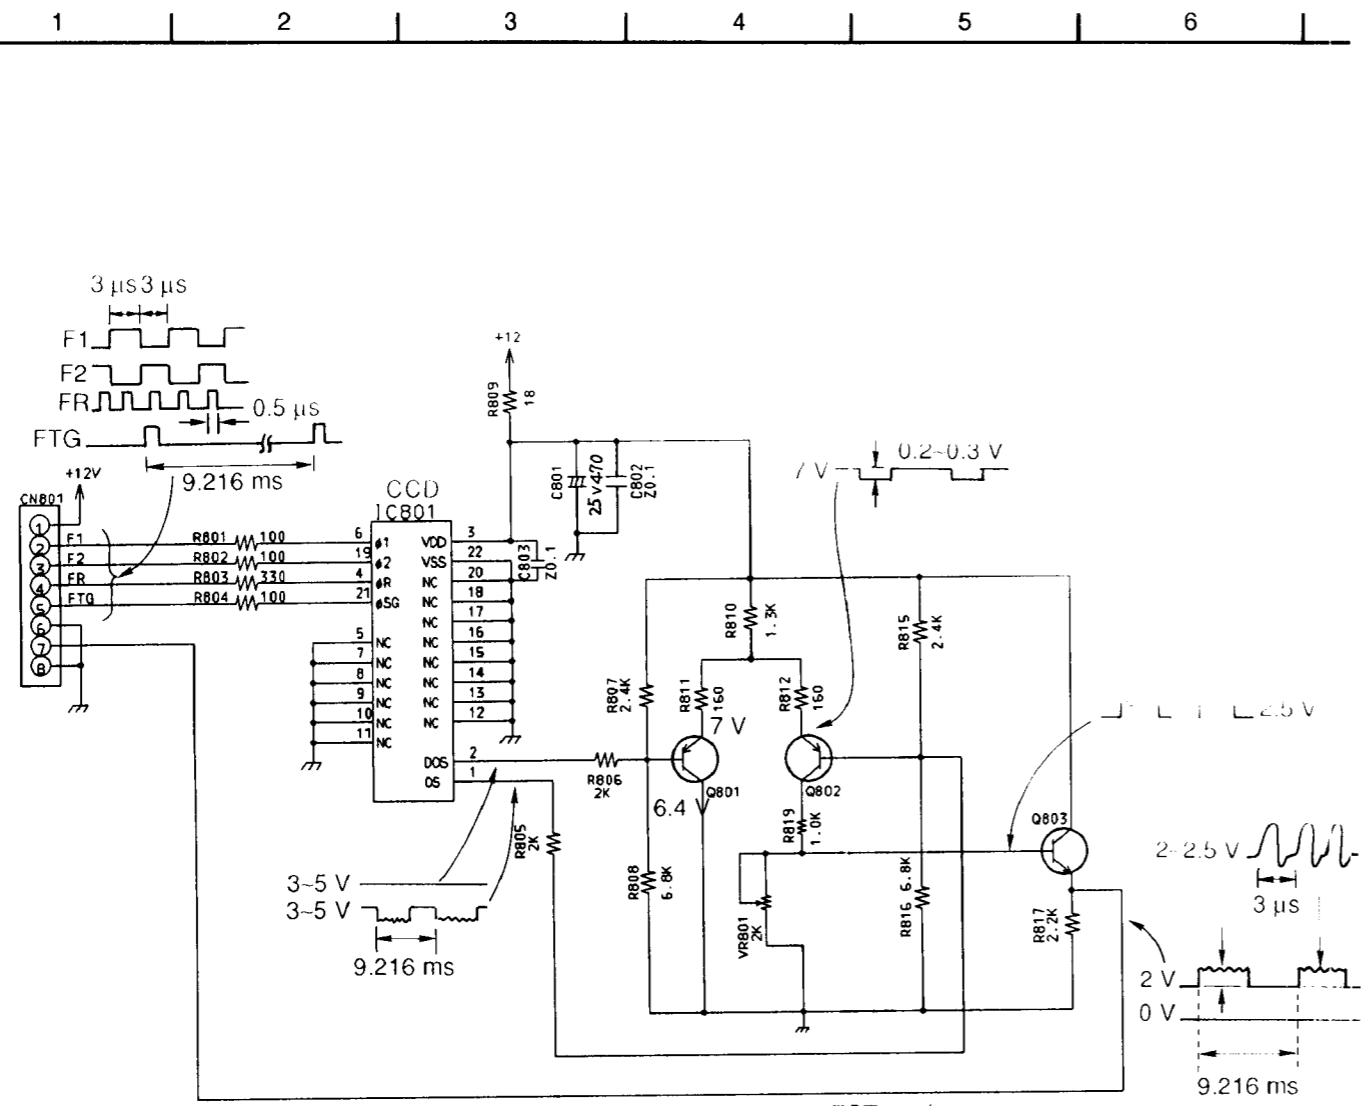 1 2 3 4 5 6
3 µs 3 µs
F1
F2
FR
0.5 µs
FTG
9.216 ms
+12V
CN801
1
2 F1
3 F2
4 FR
5 FTG
6
7
8
R801 100
R802 100
R803 330
R804 100
CCD
IC801
6 ø1
19 ø2
4 øR
21 øSG
5 NC
7 NC
8 NC
9 NC
10 NC
11 NC
VDD 3
VSS 22
NC 20
NC 18
NC 17
NC 16
NC 15
NC 14
NC 13
NC 12
DOS 2
OS 1
+12
R809 18
C801
25V470
C802 Z0.1
C803 Z0.1
7 V 0.2~0.3 V
R810 1.3K
R815 2.4K
R807 2.4K
R811 160
R812 160
7 V
R806 2K
6.4 V
Q801
Q802
R819 1.0K
2.5 V
Q803
R805 2K
R808 6.8K
VR801 2K
R816 6.8K
R817 2.2K
3~5 V
3~5 V
9.216 ms
2~2.5 V
3 µs
2 V
0 V
9.216 ms